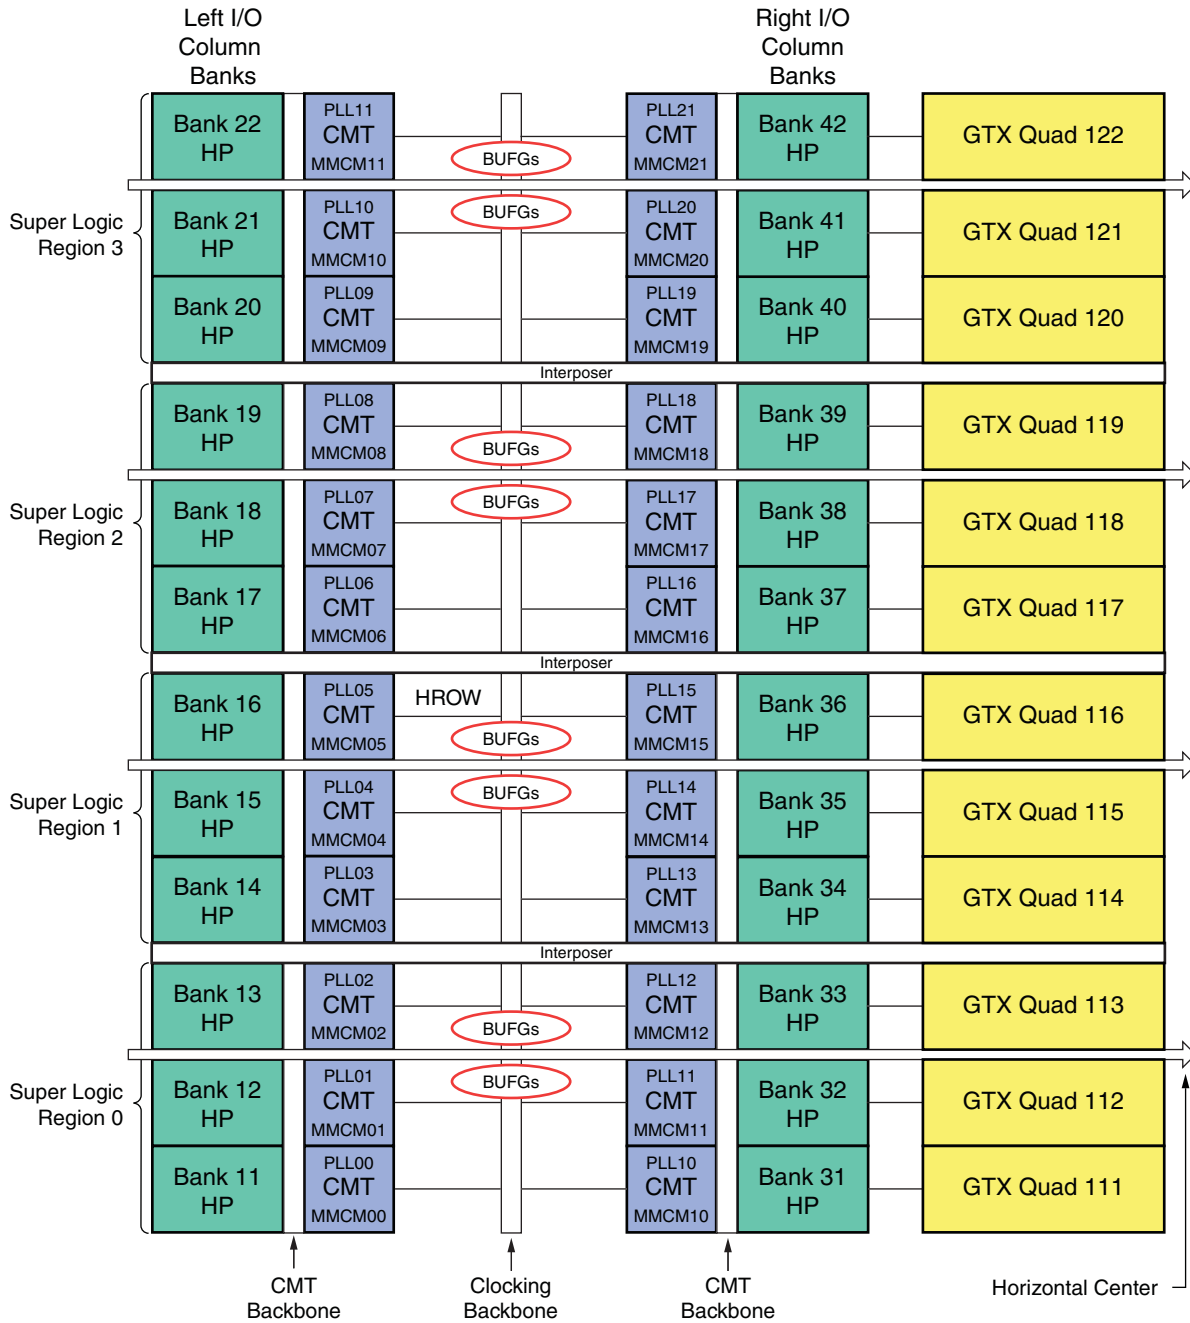 Left I/O
Column
Banks
Right I/O
Column
Banks
Bank 22
HP
PLL11
CMT
MMCM11
BUFGs
PLL21
CMT
MMCM21
Bank 42
HP
GTX Quad 122
Super Logic
Region 3
Bank 21
HP
PLL10
CMT
MMCM10
BUFGs
PLL20
CMT
MMCM20
Bank 41
HP
GTX Quad 121
Bank 20
HP
PLL09
CMT
MMCM09
PLL19
CMT
MMCM19
Bank 40
HP
GTX Quad 120
Interposer
Bank 19
HP
PLL08
CMT
MMCM08
BUFGs
PLL18
CMT
MMCM18
Bank 39
HP
GTX Quad 119
Super Logic
Region 2
Bank 18
HP
PLL07
CMT
MMCM07
BUFGs
PLL17
CMT
MMCM17
Bank 38
HP
GTX Quad 118
Bank 17
HP
PLL06
CMT
MMCM06
PLL16
CMT
MMCM16
Bank 37
HP
GTX Quad 117
Interposer
Bank 16
HP
PLL05
CMT
MMCM05
HROW
BUFGs
PLL15
CMT
MMCM15
Bank 36
HP
GTX Quad 116
Super Logic
Region 1
Bank 15
HP
PLL04
CMT
MMCM04
BUFGs
PLL14
CMT
MMCM14
Bank 35
HP
GTX Quad 115
Bank 14
HP
PLL03
CMT
MMCM03
PLL13
CMT
MMCM13
Bank 34
HP
GTX Quad 114
Interposer
Bank 13
HP
PLL02
CMT
MMCM02
BUFGs
PLL12
CMT
MMCM12
Bank 33
HP
GTX Quad 113
Super Logic
Region 0
Bank 12
HP
PLL01
CMT
MMCM01
BUFGs
PLL11
CMT
MMCM11
Bank 32
HP
GTX Quad 112
Bank 11
HP
PLL00
CMT
MMCM00
PLL10
CMT
MMCM10
Bank 31
HP
GTX Quad 111
CMT
Backbone
Clocking
Backbone
CMT
Backbone
Horizontal Center